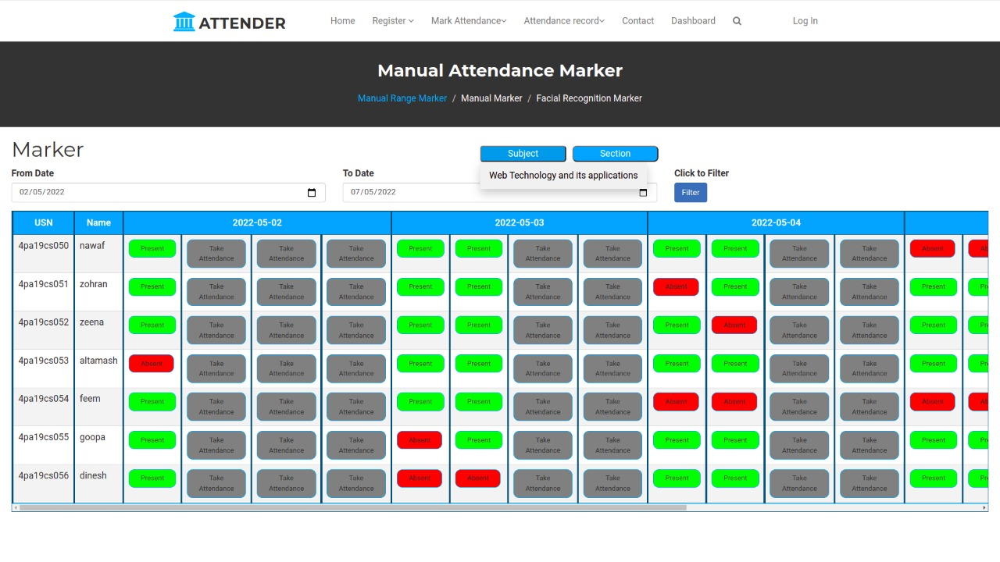 ATTENDER Home Register Mark Attendance Attendance record Contact Dashboard Log In
Manual Attendance Marker
Manual Range Marker / Manual Marker / Facial Recognition Marker
Marker
Subject Section
From Date To Date Click to Filter
Web Technology and its applications
02/05/2022 07/05/2022 Filter
USN Name 2022-05-02 2022-05-03 2022-05-04
4pa19cs050 nawaf Present Take Attendance Take Attendance Take Attendance Present Present Take Attendance Take Attendance Present Present Take Attendance Take Attendance Absent Ab
4pa19cs051 zohran Present Take Attendance Take Attendance Take Attendance Present Present Take Attendance Take Attendance Absent Present Take Attendance Take Attendance Present Pr
4pa19cs052 zeena Present Take Attendance Take Attendance Take Attendance Present Present Take Attendance Take Attendance Present Absent Take Attendance Take Attendance Present Pr
4pa19cs053 altamash Absent Take Attendance Take Attendance Take Attendance Present Present Take Attendance Take Attendance Present Present Take Attendance Take Attendance Present Pr
4pa19cs054 feem Present Take Attendance Take Attendance Take Attendance Present Present Take Attendance Take Attendance Absent Absent Take Attendance Take Attendance Absent Ab
4pa19cs055 goopa Present Take Attendance Take Attendance Take Attendance Absent Present Take Attendance Take Attendance Present Present Take Attendance Take Attendance Present Pr
4pa19cs056 dinesh Present Take Attendance Take Attendance Take Attendance Absent Absent Take Attendance Take Attendance Present Present Take Attendance Take Attendance Present Pr